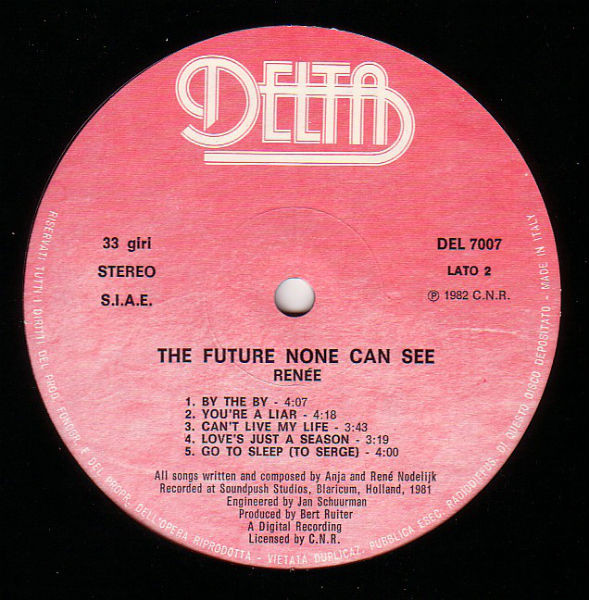 DELTA
33 giri
STEREO
S.I.A.E.
DEL 7007
LATO 2
Ⓟ 1982 C.N.R.
THE FUTURE NONE CAN SEE
RENÉE
1. BY THE BY - 4:07
2. YOU'RE A LIAR - 4:18
3. CAN'T LIVE MY LIFE - 3:43
4. LOVE'S JUST A SEASON - 3:19
5. GO TO SLEEP (TO SERGE) - 4:00
All songs written and composed by Anja and René Nodelijk
Recorded at Soundpush Studios, Blaricum, Holland, 1981
Engineered by Jan Schuurman
Produced by Bert Ruiter
A Digital Recording
Licensed by C.N.R.
RISERVATI TUTTI I DIRITTI DEL PROD. FONOGR. E DEL PROPR. DELL'OPERA RIPRODOTTA - VIETATA DUPLICAZ. PUBBLICA ESEC. RADIODIFFUS. DI QUESTO DISCO DEPOSITATO - MADE IN ITALY